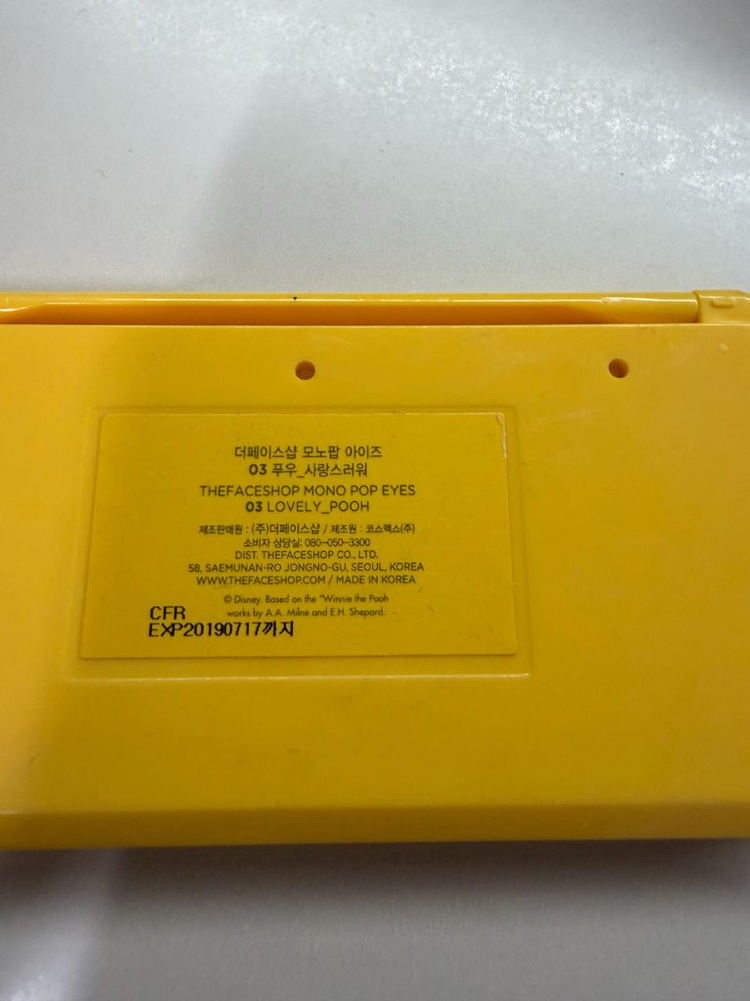 더페이스샵 모노팝 아이즈
03 푸우_사랑스러워
THEFACESHOP MONO POP EYES
03 LOVELY_POOH
제조판매원 : (주)더페이스샵 / 제조원 : 코스맥스(주)
소비자 상담실: 080-050-3300
DIST. THEFACESHOP CO., LTD.
58, SAEMUNAN-RO JONGNO-GU, SEOUL, KOREA
WWW.THEFACESHOP.COM / MADE IN KOREA
© Disney. Based on the "Winnie the Pooh
works by A.A. Milne and E.H. Shepard.
CFR
EXP20190717까지